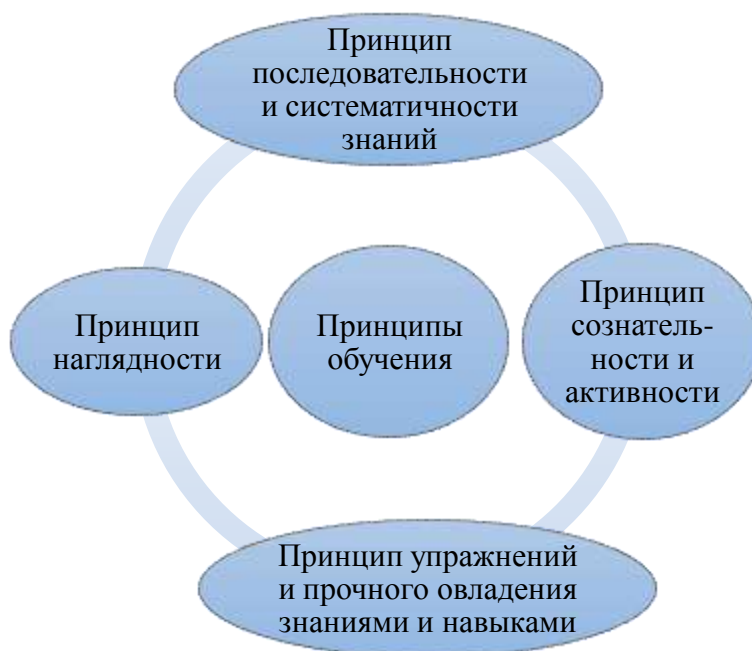 Принцип
последовательности
и систематичности
знаний
Принцип
наглядности
Принципы
обучения
Принцип
сознатель-
ности и
активности
Принцип упражнений
и прочного овладения
знаниями и навыками